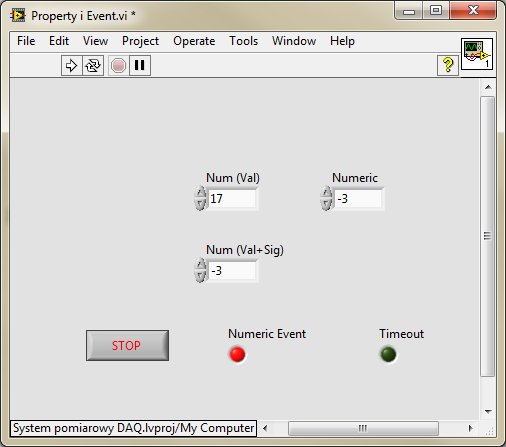 Property i Event.vi *
File Edit View Project Operate Tools Window Help
?
1
Num (Val) Numeric
17 -3
Num (Val+Sig)
-3
Numeric Event Timeout
STOP
System pomiarowy DAQ.lvproj/My Computer